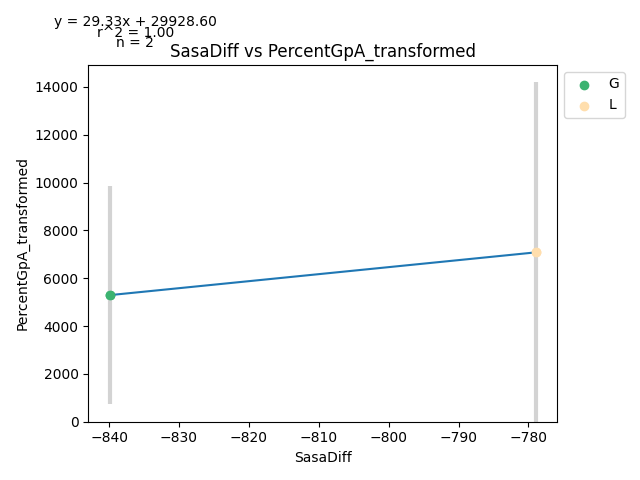 y = 29.33x + 29928.60
r^2 = 1.00
n = 2
SasaDiff vs PercentGpA_transformed
G
L
14000
12000
10000
8000
6000
4000
2000
0
PercentGpA_transformed
−840
−830
−820
−810
−800
−790
−780
SasaDiff